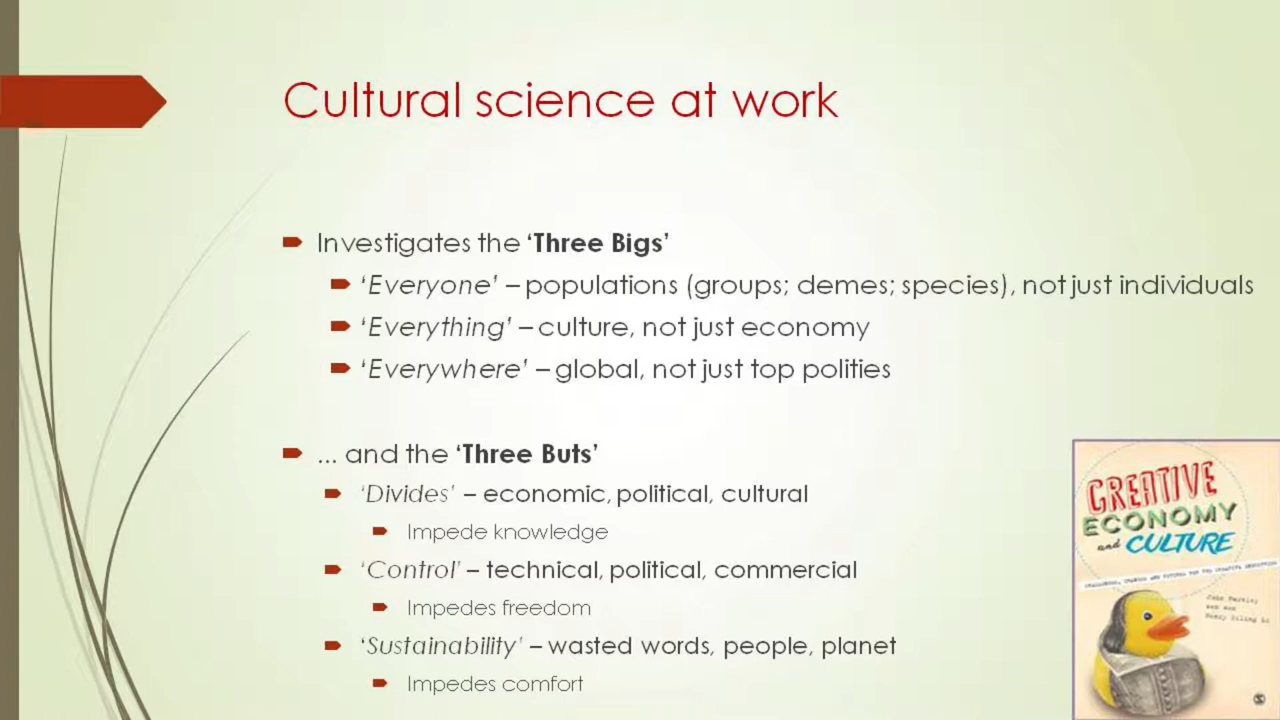 Cultural science at work
Investigates the ‘Three Bigs’
‘Everyone’ – populations (groups; demes; species), not just individuals
‘Everything’ – culture, not just economy
‘Everywhere’ – global, not just top polities
... and the ‘Three Buts’
‘Divides’ – economic, political, cultural
Impede knowledge
‘Control’ – technical, political, commercial
Impedes freedom
‘Sustainability’ – wasted words, people, planet
Impedes comfort
CREATIVE
ECONOMY
and CULTURE
John Hartley